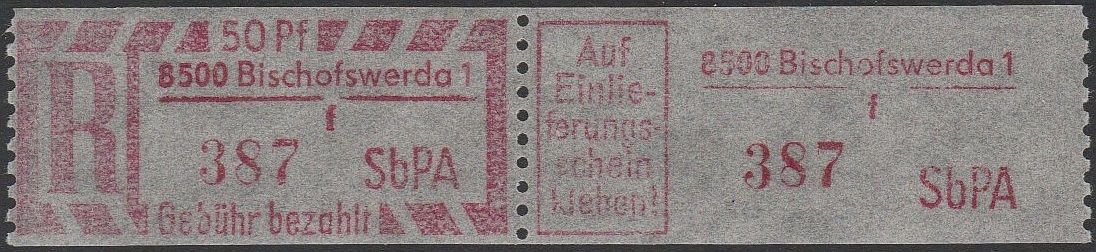 50 Pf
R
8500 Bischofswerda 1
f
387 SbPA
Gebühr bezahlt
Auf
Einlie-
ferungs-
schein
kleben!
8500 Bischofswerda 1
f
387 SbPA